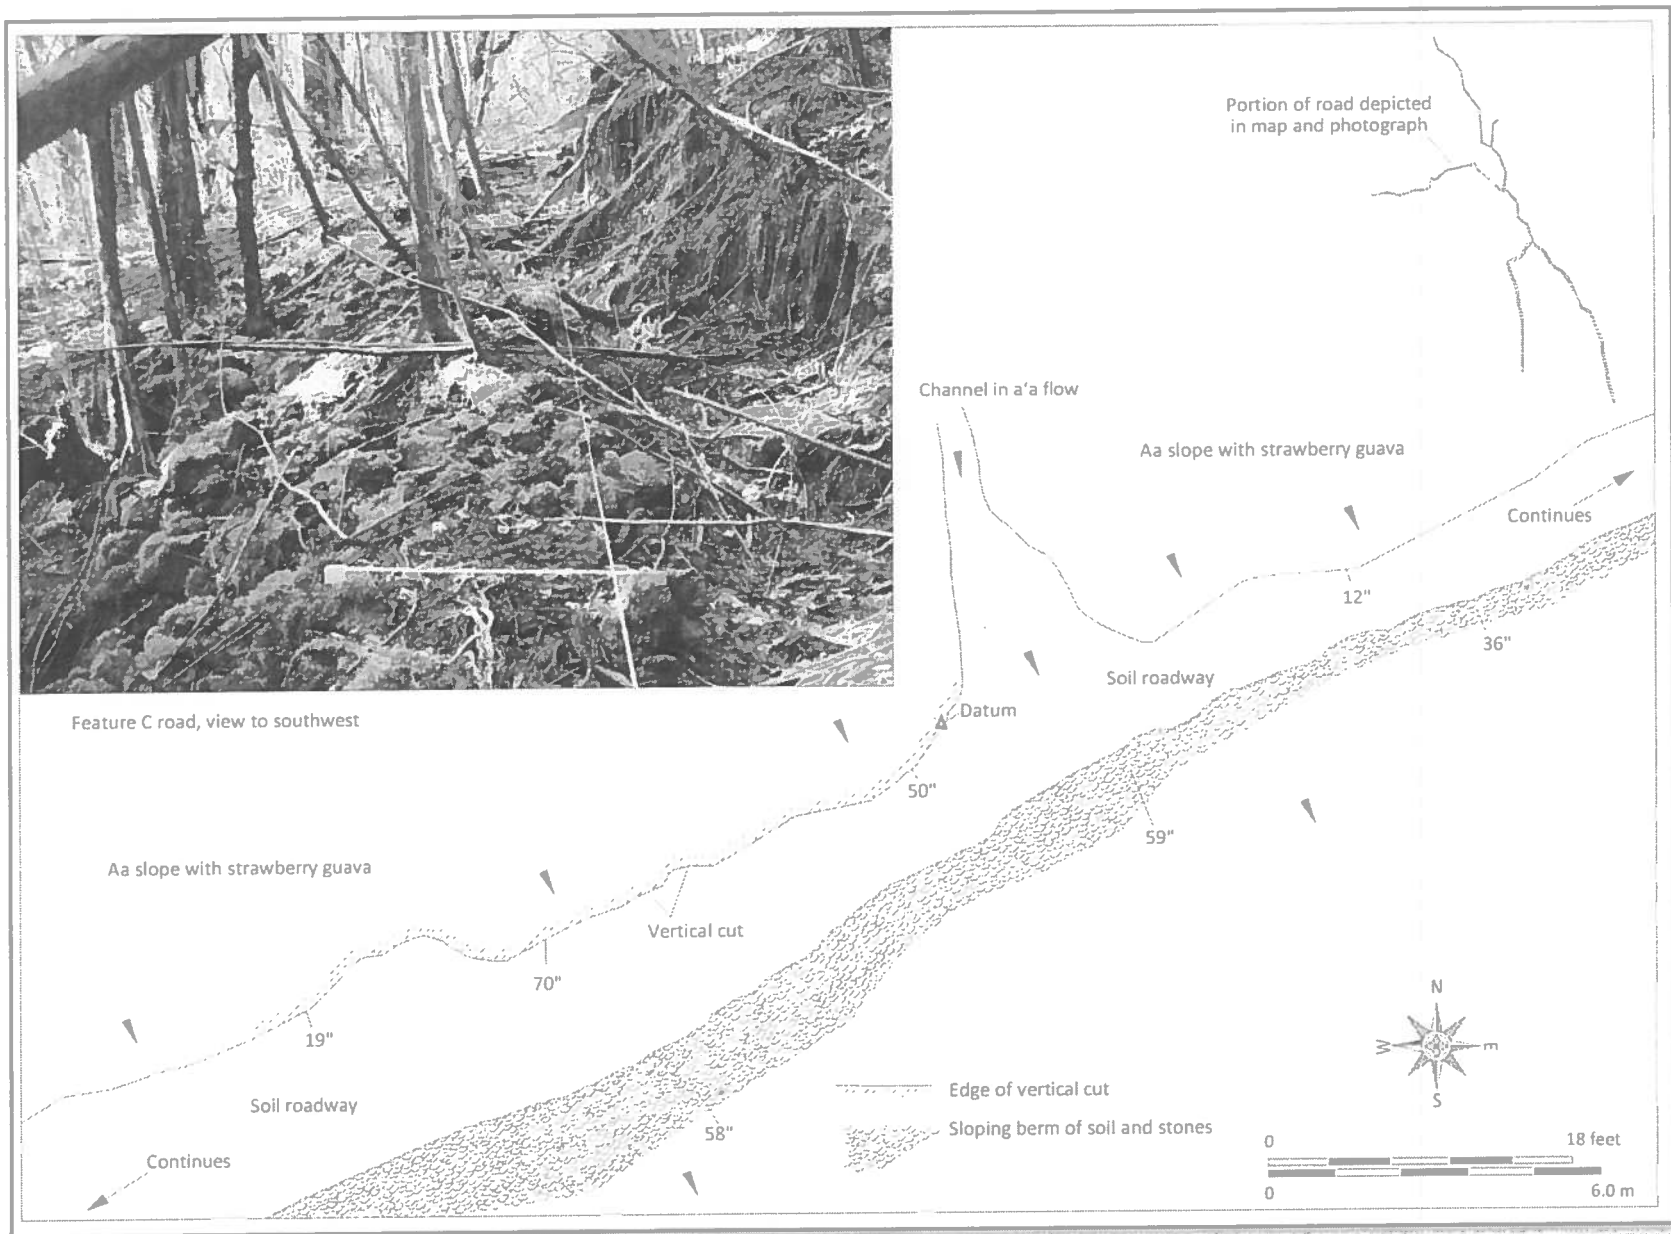 Portion of road depicted
in map and photograph
Channel in a'a flow
Aa slope with strawberry guava
Continues
12"
36"
Soil roadway
Datum
Feature C road, view to southwest
50"
59"
Aa slope with strawberry guava
Vertical cut
70"
19"
Soil roadway
58"
Continues
Edge of vertical cut
Sloping berm of soil and stones
N
W
E
S
0
18 feet
0
6.0 m